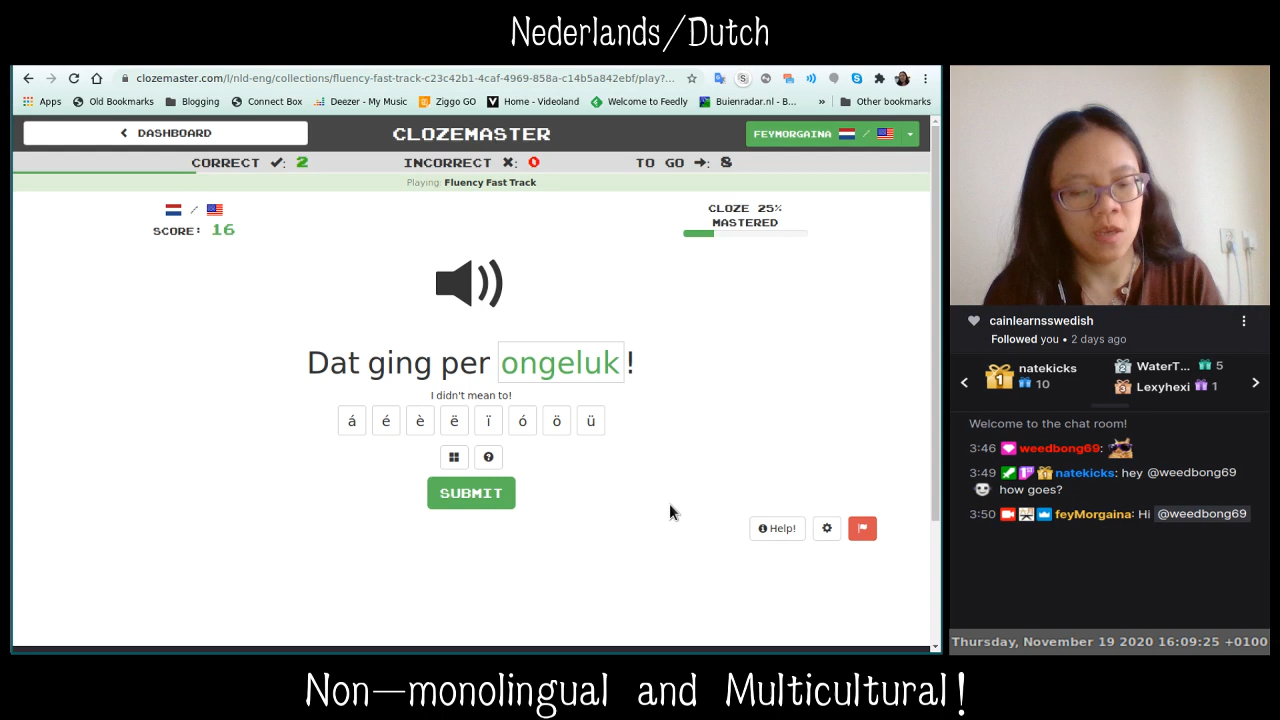 Nederlands/Dutch
clozemaster.com/l/nld-eng/collections/fluency-fast-track-c23c42b1-4caf-4969-858a-c14b5a842ebf/play?...
Apps Old Bookmarks Blogging Connect Box Deezer - My Music Ziggo GO Home - Videoland Welcome to Feedly Buienradar.nl - B... » Other bookmarks
DASHBOARD
CLOZEMASTER
FEYMORGAINA /
CORRECT ✔: 2 INCORRECT ✖: 0 TO GO ➔: 8
Playing: Fluency Fast Track
/
SCORE: 16
CLOZE 25%
MASTERED
Dat ging per ongeluk!
I didn't mean to!
á é è ë ï ó ö ü
SUBMIT
Help!
cainlearnsswedish
Followed you • 2 days ago
1 natekicks
10
2 WaterT... 5
3 Lexyhexi 1
Welcome to the chat room!
3:46 weedbong69:
3:49 natekicks: hey @weedbong69
how goes?
3:50 feyMorgaina: Hi @weedbong69
Thursday, November 19 2020 16:09:25 +0100
Non-monolingual and Multicultural!